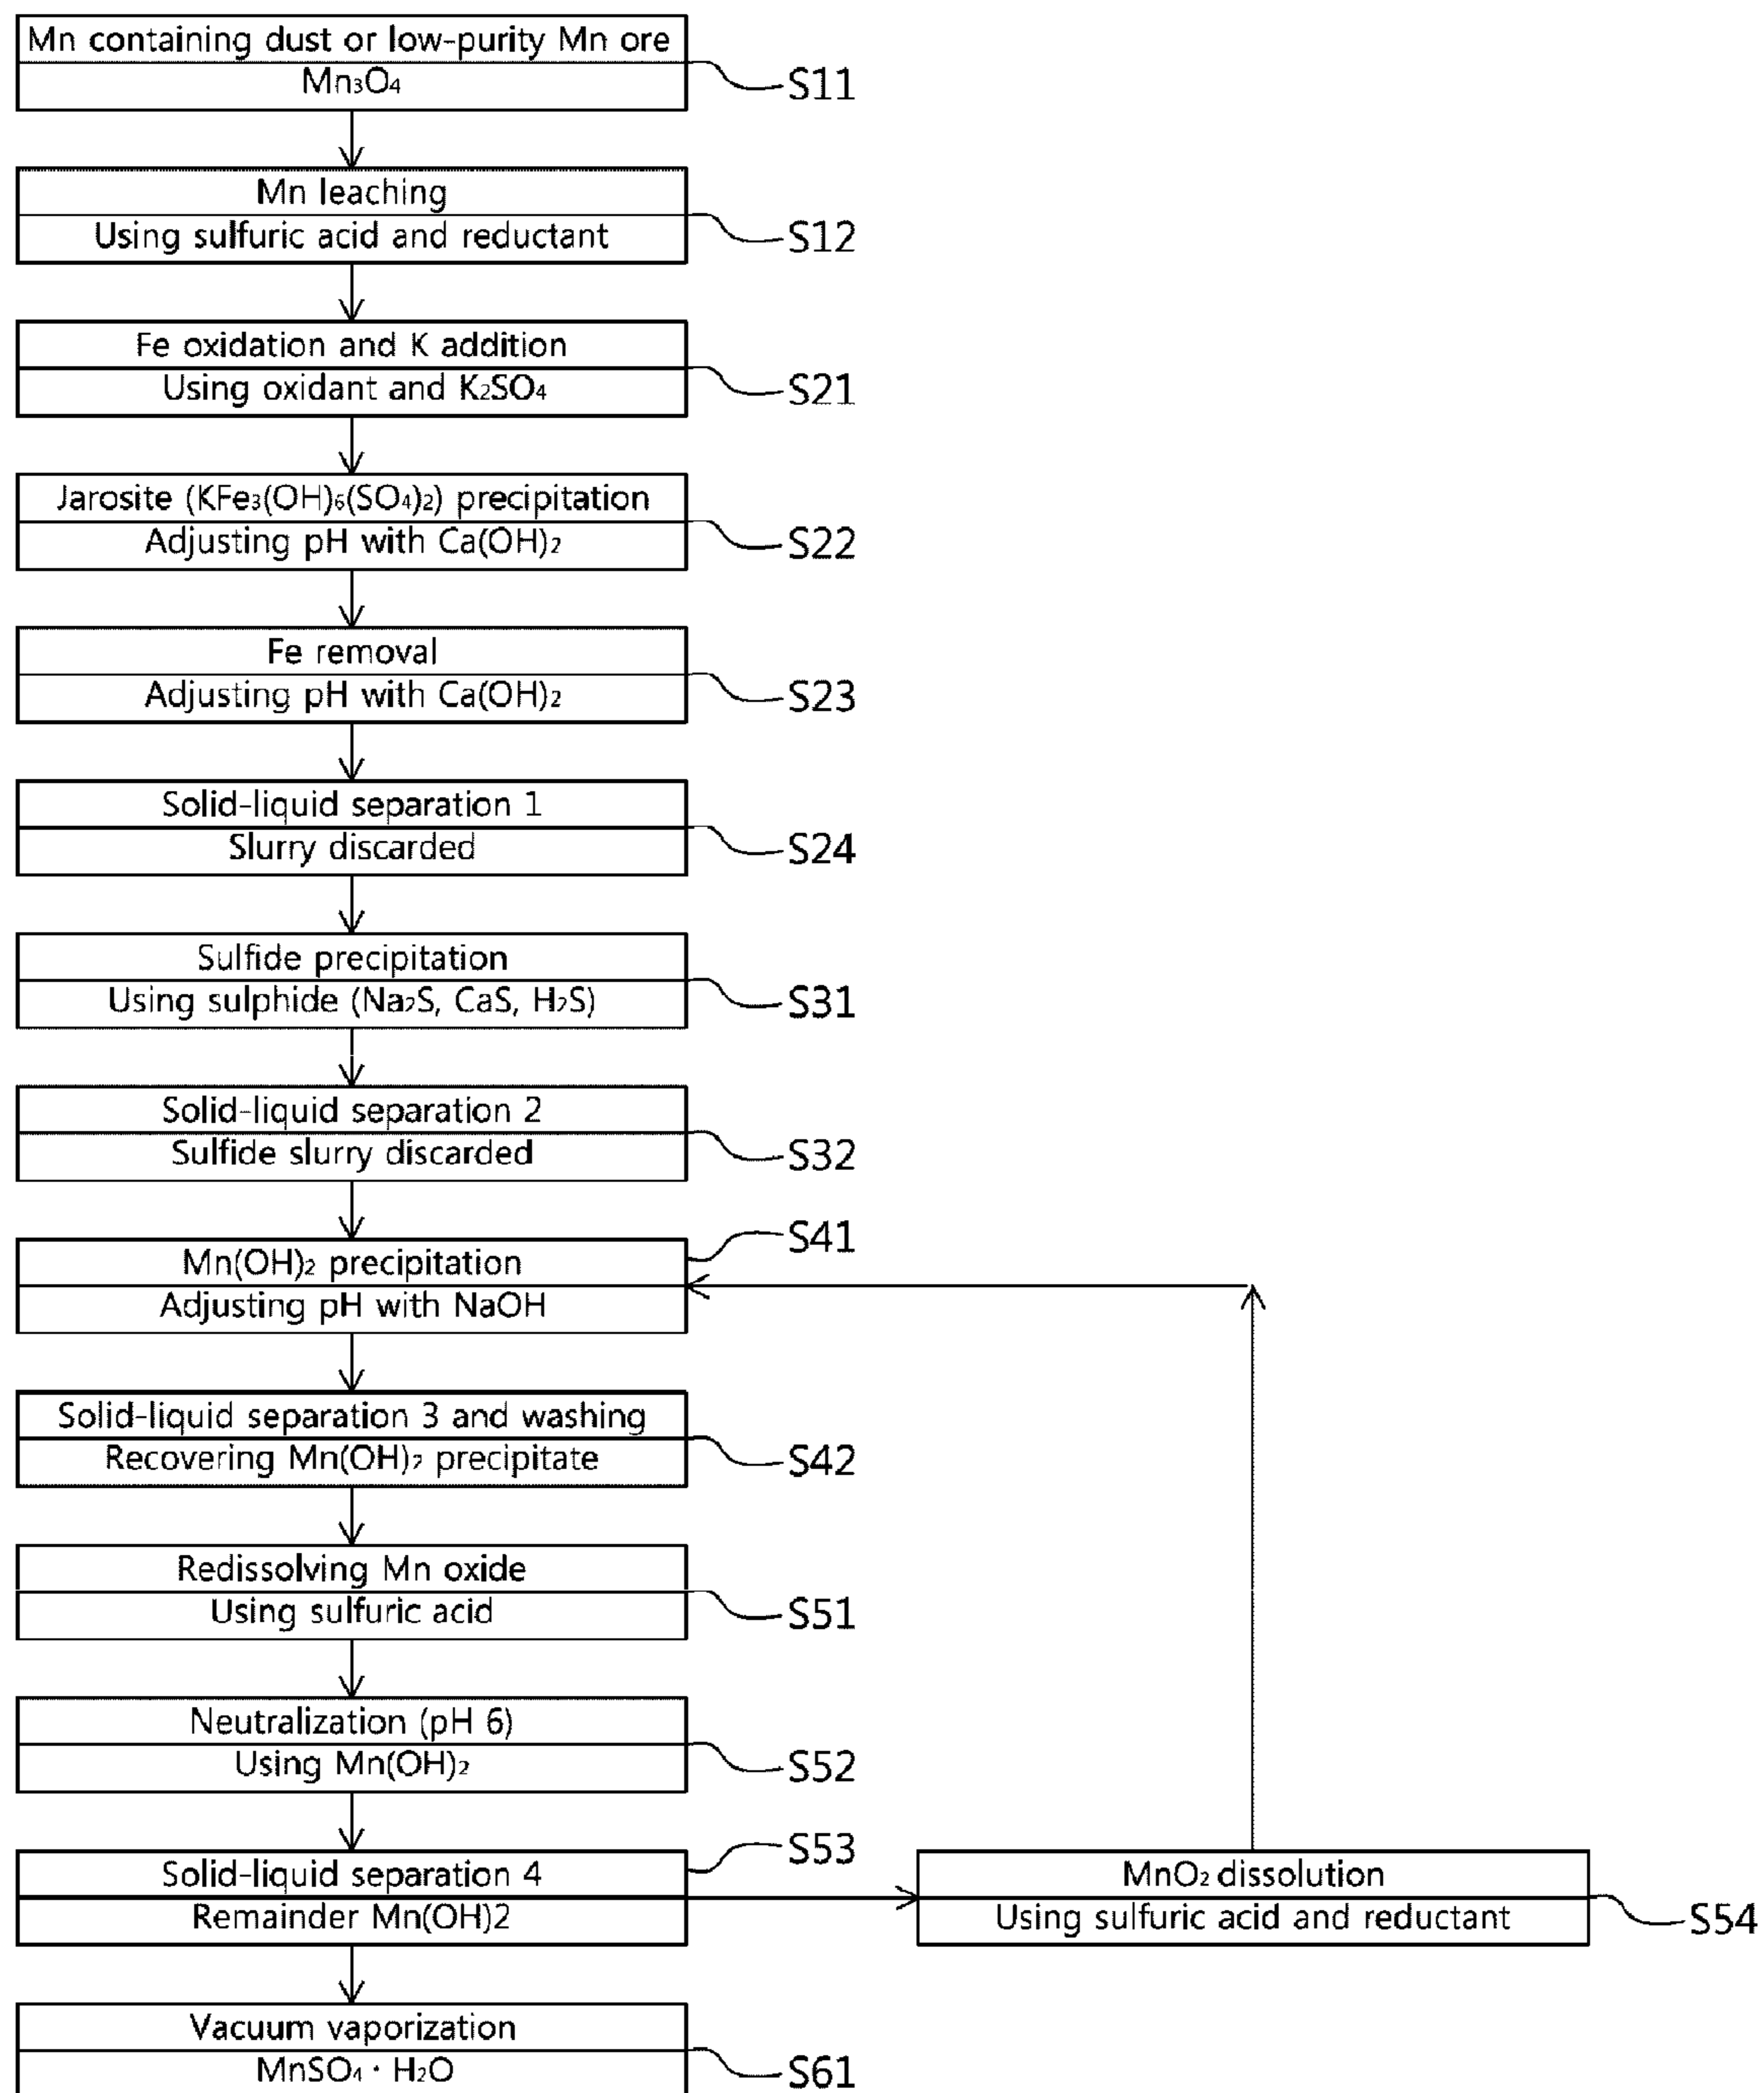 Mn containing dust or low-purity Mn ore
Mn₃O₄
S11
Mn leaching
Using sulfuric acid and reductant
S12
Fe oxidation and K addition
Using oxidant and K₂SO₄
S21
Jarosite (KFe₃(OH)₆(SO₄)₂) precipitation
Adjusting pH with Ca(OH)₂
S22
Fe removal
Adjusting pH with Ca(OH)₂
S23
Solid-liquid separation 1
Slurry discarded
S24
Sulfide precipitation
Using sulphide (Na₂S, CaS, H₂S)
S31
Solid-liquid separation 2
Sulfide slurry discarded
S32
Mn(OH)₂ precipitation
Adjusting pH with NaOH
S41
Solid-liquid separation 3 and washing
Recovering Mn(OH)₂ precipitate
S42
Redissolving Mn oxide
Using sulfuric acid
S51
Neutralization (pH 6)
Using Mn(OH)₂
S52
Solid-liquid separation 4
Remainder Mn(OH)2
S53
MnO₂ dissolution
Using sulfuric acid and reductant
S54
Vacuum vaporization
MnSO₄ · H₂O
S61